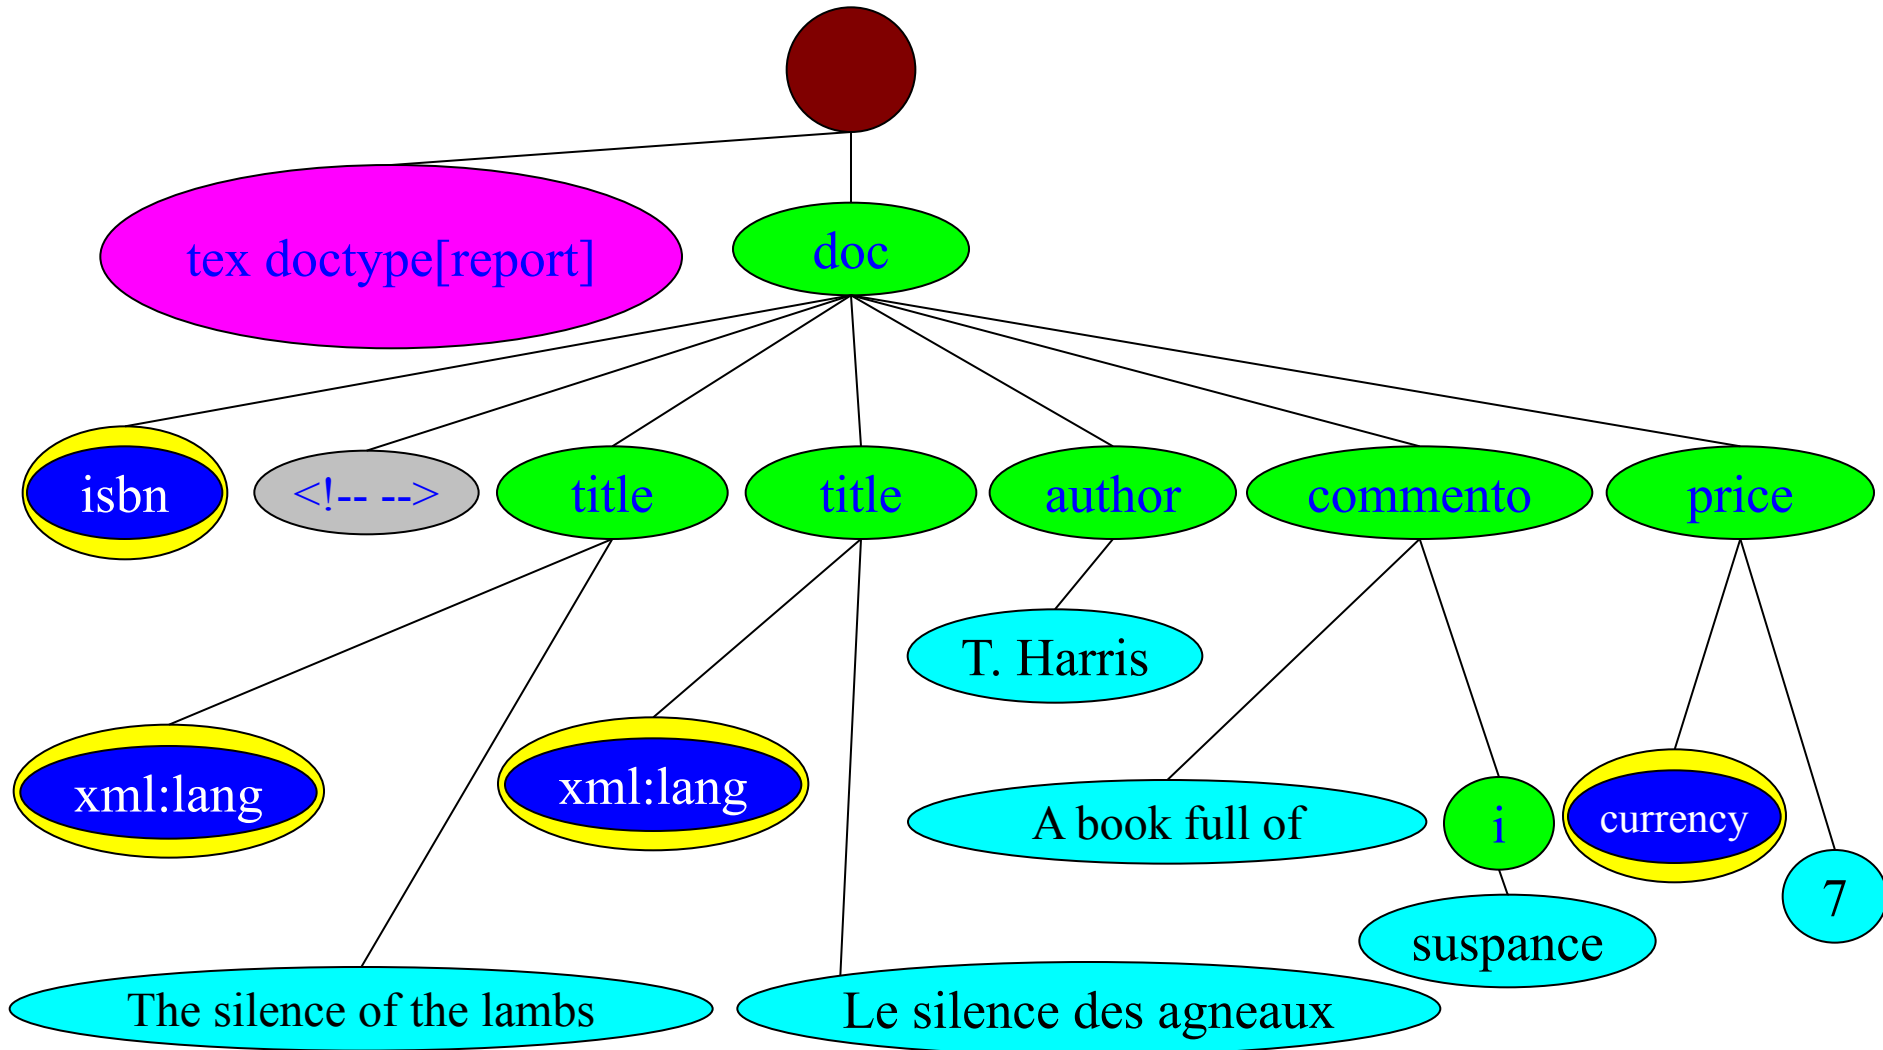 tex doctype[report]
doc
isbn
<!-- -->
title
title
author
commento
price
T. Harris
xml:lang
xml:lang
A book full of
i
currency
7
suspance
The silence of the lambs
Le silence des agneaux